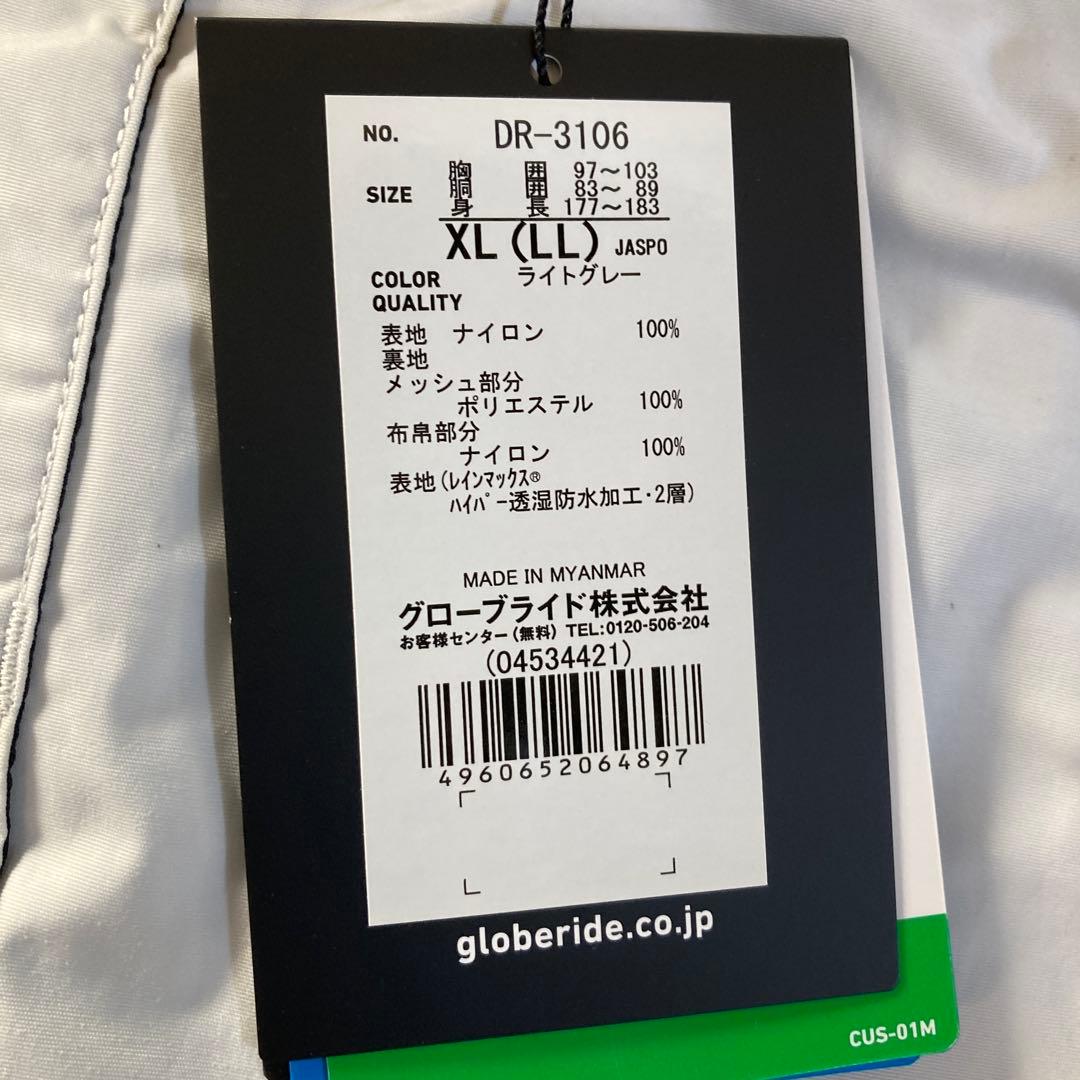 NO. DR-3106
SIZE
胸囲 97～103
胴囲 83～ 89
身長 177～183
XL (LL) JASPO
COLOR ライトグレー
QUALITY
表地 ナイロン 100%
裏地
メッシュ部分
ポリエステル 100%
布帛部分
ナイロン 100%
表地(ﾚｲﾝﾏｯｸｽ®
ﾊｲﾊﾟｰ透湿防水加工・2層)
MADE IN MYANMAR
グローブライド株式会社
お客様センター(無料) TEL:0120-506-204
(04534421)
4960652064897
globeride.co.jp
CUS-01M